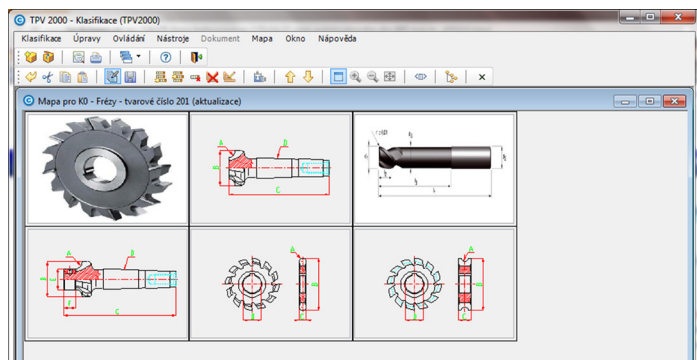 TPV 2000 - Klasifikace (TPV2000)
Klasifikace Úpravy Ovládání Nástroje Dokument Mapa Okno Nápověda
Mapa pro K0 - Frézy - tvarové číslo 201 (aktualizace)
A D
B
C
A D
B
C
A
B
D C
A
B
D C